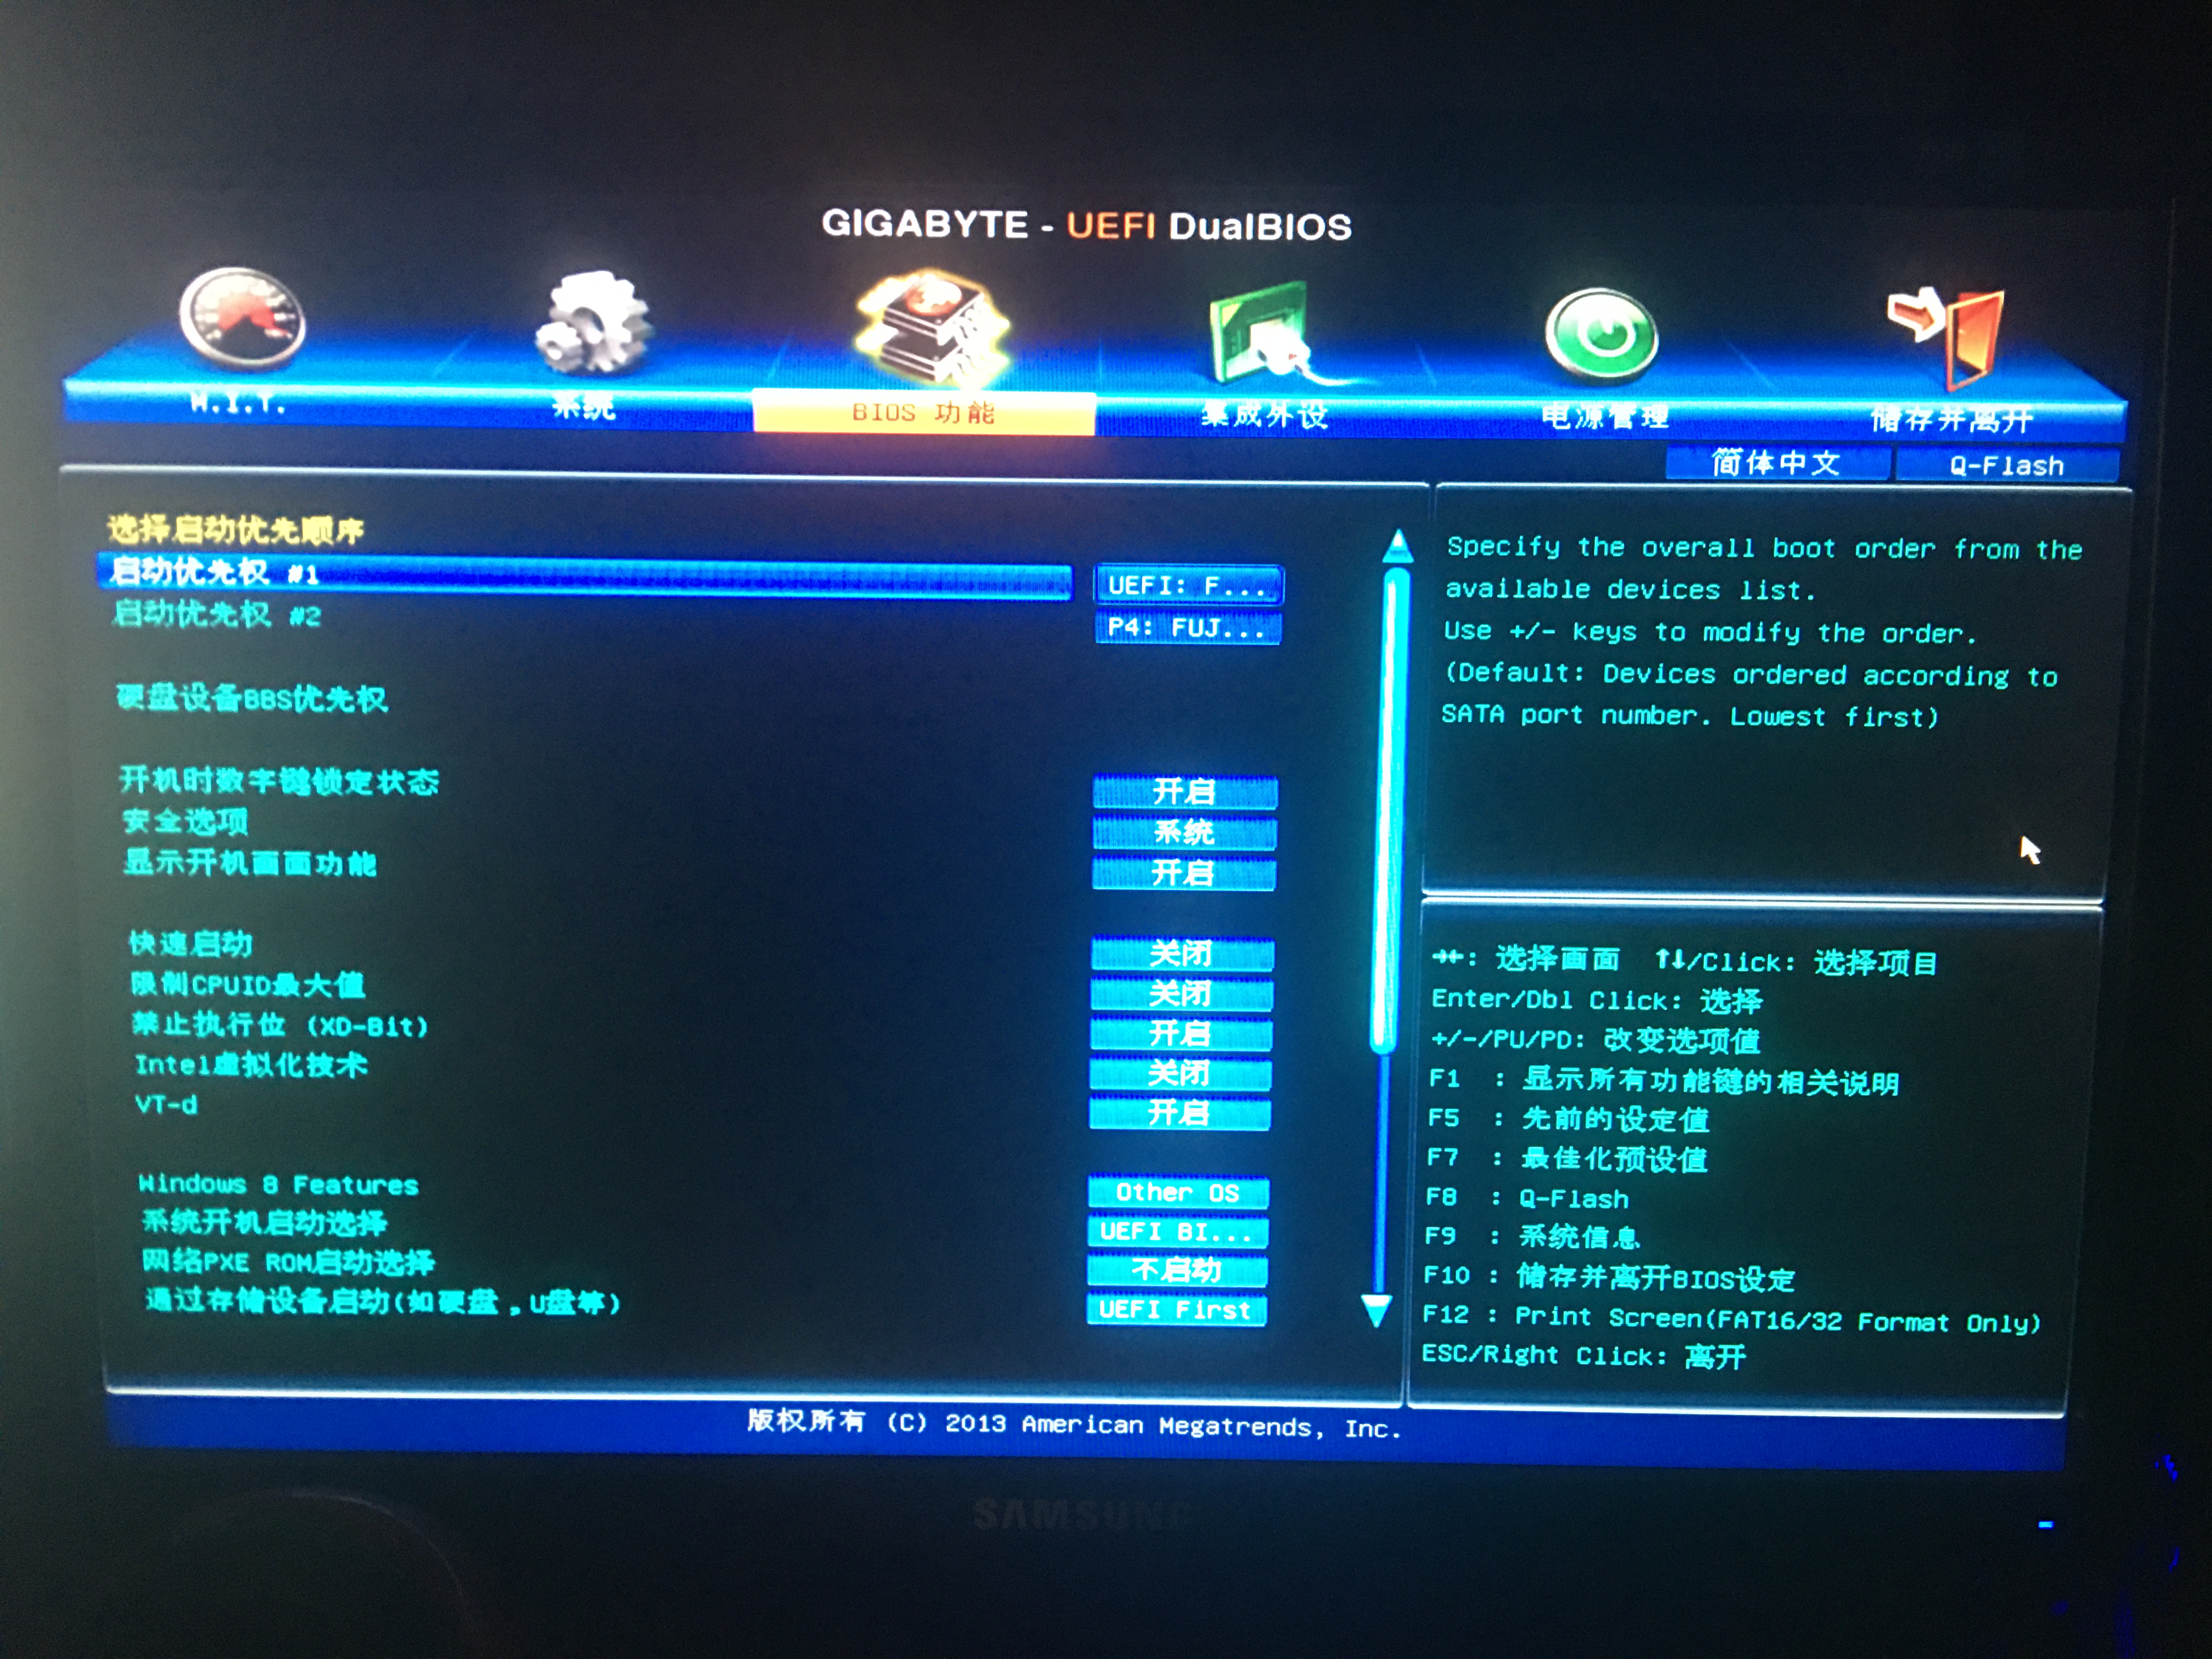 GIGABYTE - UEFI DualBIOS
M.I.T. 系统 BIOS 功能 集成外设 电源管理 储存并离开
简体中文 Q-Flash
选择启动优先顺序
启动优先权 #1 UEFI: F...
启动优先权 #2 P4: FUJ...
硬盘设备BBS优先权
开机时数字键锁定状态 开启
安全选项 系统
显示开机画面功能 开启
快速启动 关闭
限制CPUID最大值 关闭
禁止执行位 (XD-Bit) 开启
Intel虚拟化技术 关闭
VT-d 开启
Windows 8 Features Other OS
系统开机启动选择 UEFI BI...
网络PXE ROM启动选择 不启动
通过存储设备启动(如硬盘,U盘等) UEFI First
Specify the overall boot order from the
available devices list.
Use +/- keys to modify the order.
(Default: Devices ordered according to
SATA port number. Lowest first)
→←: 选择画面 ↑↓/Click: 选择项目
Enter/Dbl Click: 选择
+/-/PU/PD: 改变选项值
F1 : 显示所有功能键的相关说明
F5 : 先前的设定值
F7 : 最佳化预设值
F8 : Q-Flash
F9 : 系统信息
F10 : 储存并离开BIOS设定
F12 : Print Screen(FAT16/32 Format Only)
ESC/Right Click: 离开
版权所有 (C) 2013 American Megatrends, Inc.
SAMSUNG